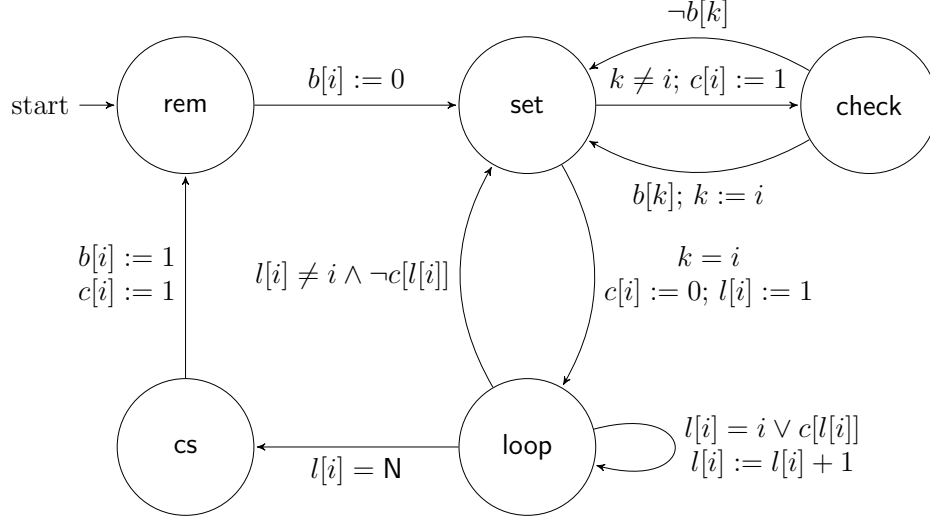 ¬b[k]
start
rem
b[i] := 0
set
k ≠ i; c[i] := 1
check
b[k]; k := i
b[i] := 1
c[i] := 1
l[i] ≠ i ∧ ¬c[l[i]]
k = i
c[i] := 0; l[i] := 1
cs
l[i] = N
loop
l[i] = i ∨ c[l[i]]
l[i] := l[i] + 1